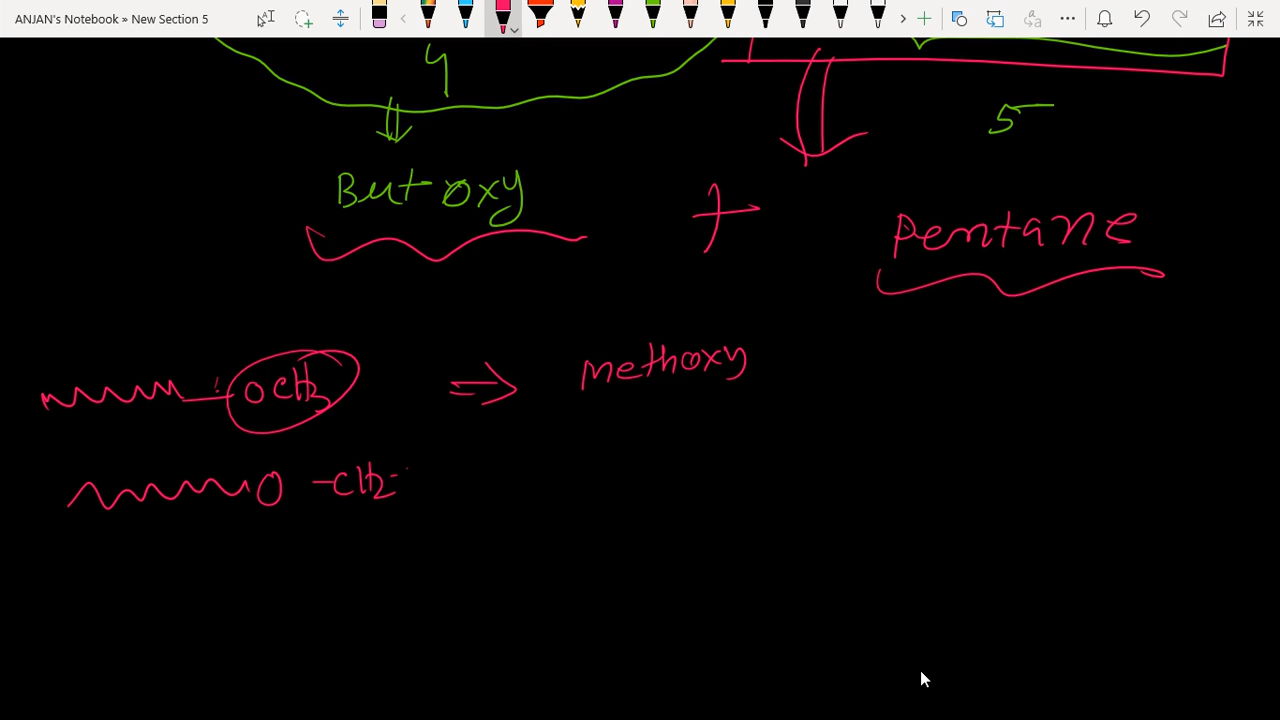 ANJAN's Notebook » New Section 5
4
5
Butoxy + Pentane
OCH3 ⇒ methoxy
O-CH2-